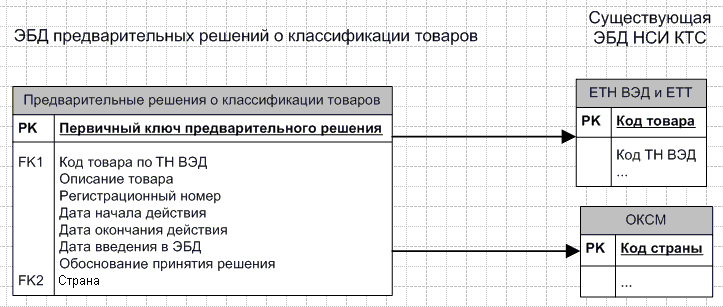 ЭБД предварительных решений о классификации товаров
Существующая
ЭБД НСИ КТС
Предварительные решения о классификации товаров
PK Первичный ключ предварительного решения
FK1 Код товара по ТН ВЭД
Описание товара
Регистрационный номер
Дата начала действия
Дата окончания действия
Дата введения в ЭБД
Обоснование принятия решения
FK2 Страна
ЕТН ВЭД и ЕТТ
PK Код товара
Код ТН ВЭД
...
ОКСМ
PK Код страны
...